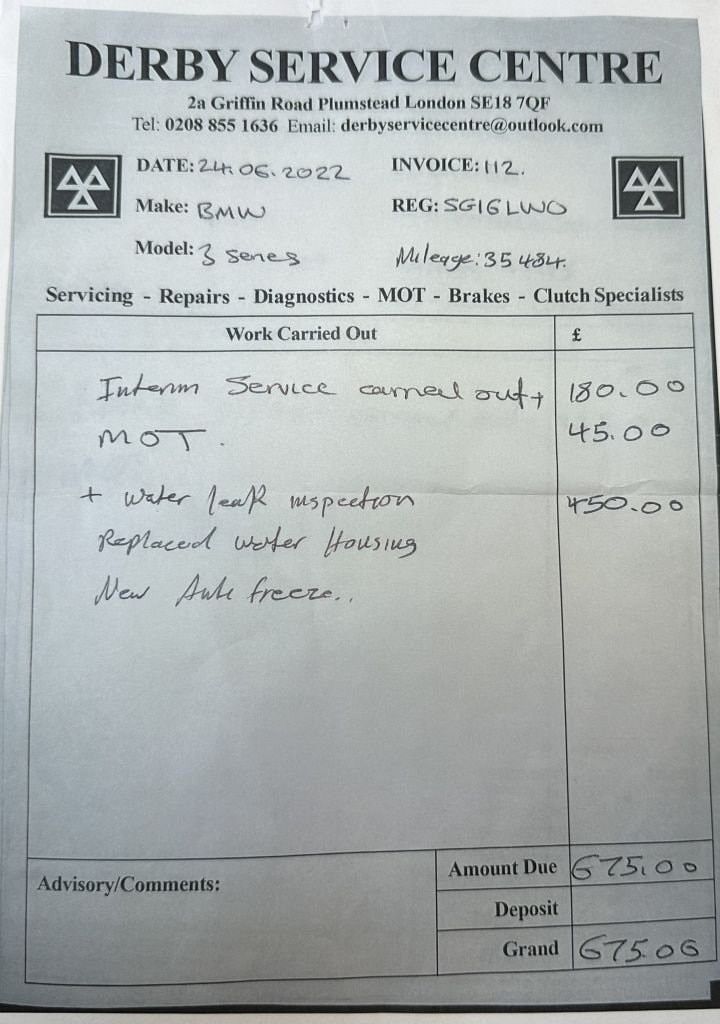 DERBY SERVICE CENTRE
2a Griffin Road Plumstead London SE18 7QF
Tel: 0208 855 1636 Email: derbyservicecentre@outlook.com
DATE: 24.06.2022 INVOICE: 112.
Make: BMW REG: SG16 LWO
Model: 3 series Mileage: 35 484.
Servicing - Repairs - Diagnostics - MOT - Brakes - Clutch Specialists
Work Carried Out £
Interim Service carried out + 180.00
MOT. 45.00
+ water leak inspection 450.00
Replaced water Housing
New Anti freeze..
Advisory/Comments:
Amount Due 675.00
Deposit
Grand 675.00